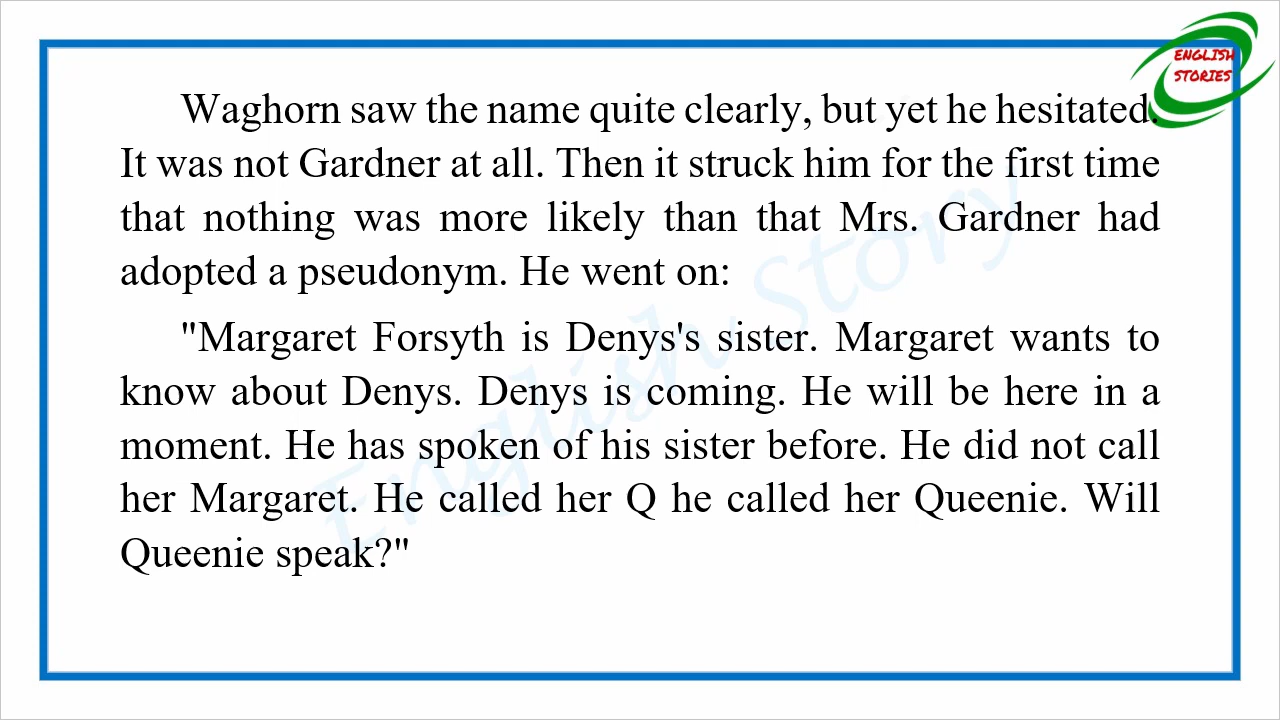 ENGLISH
STORIES
Waghorn saw the name quite clearly, but yet he hesitated.
It was not Gardner at all. Then it struck him for the first time
that nothing was more likely than that Mrs. Gardner had
adopted a pseudonym. He went on:
"Margaret Forsyth is Denys's sister. Margaret wants to
know about Denys. Denys is coming. He will be here in a
moment. He has spoken of his sister before. He did not call
her Margaret. He called her Q he called her Queenie. Will
Queenie speak?"
English Story